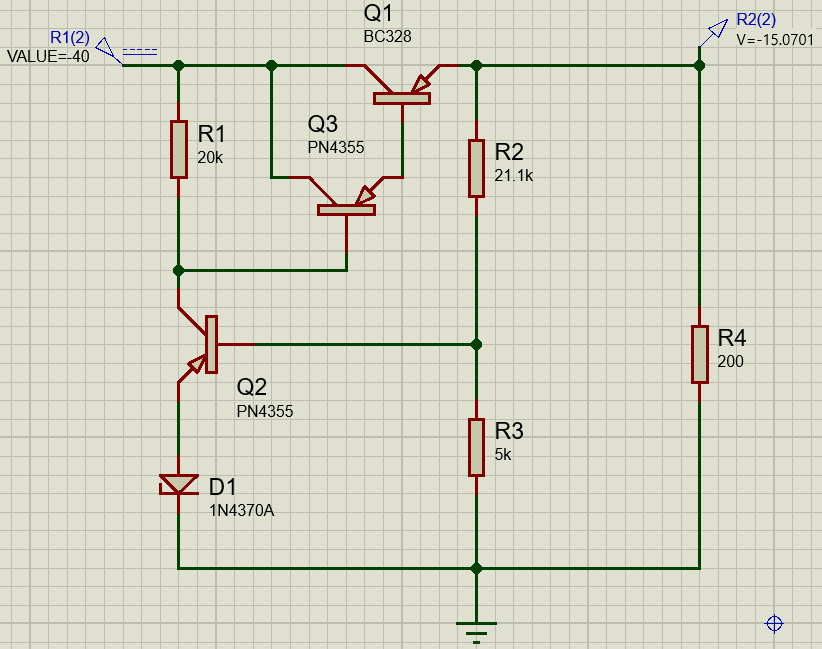 Q1
BC328
R1(2)
VALUE=-40
R2(2)
V=-15.0701
R1
20k
Q3
PN4355
R2
21.1k
Q2
PN4355
R4
200
R3
5k
D1
1N4370A